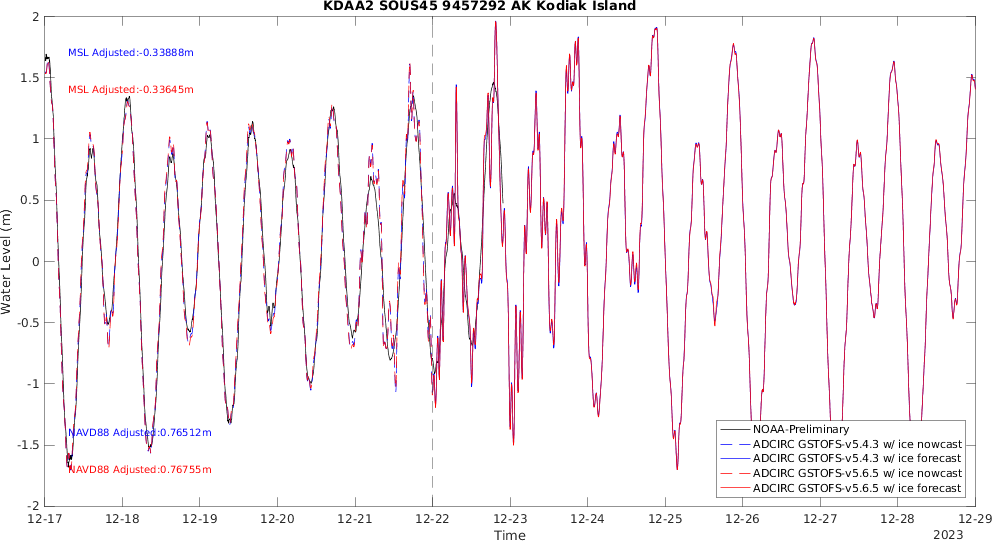 KDAA2 SOUS45 9457292 AK Kodiak Island
2
1.5
1
0.5
0
-0.5
-1
-1.5
-2
Water Level (m)
MSL Adjusted:-0.33888m
MSL Adjusted:-0.33645m
NAVD88 Adjusted:0.76512m
NAVD88 Adjusted:0.76755m
NOAA-Preliminary
ADCIRC GSTOFS-v5.4.3 w/ ice nowcast
ADCIRC GSTOFS-v5.4.3 w/ ice forecast
ADCIRC GSTOFS-v5.6.5 w/ ice nowcast
ADCIRC GSTOFS-v5.6.5 w/ ice forecast
12-17 12-18 12-19 12-20 12-21 12-22 12-23 12-24 12-25 12-26 12-27 12-28 12-29
Time
2023